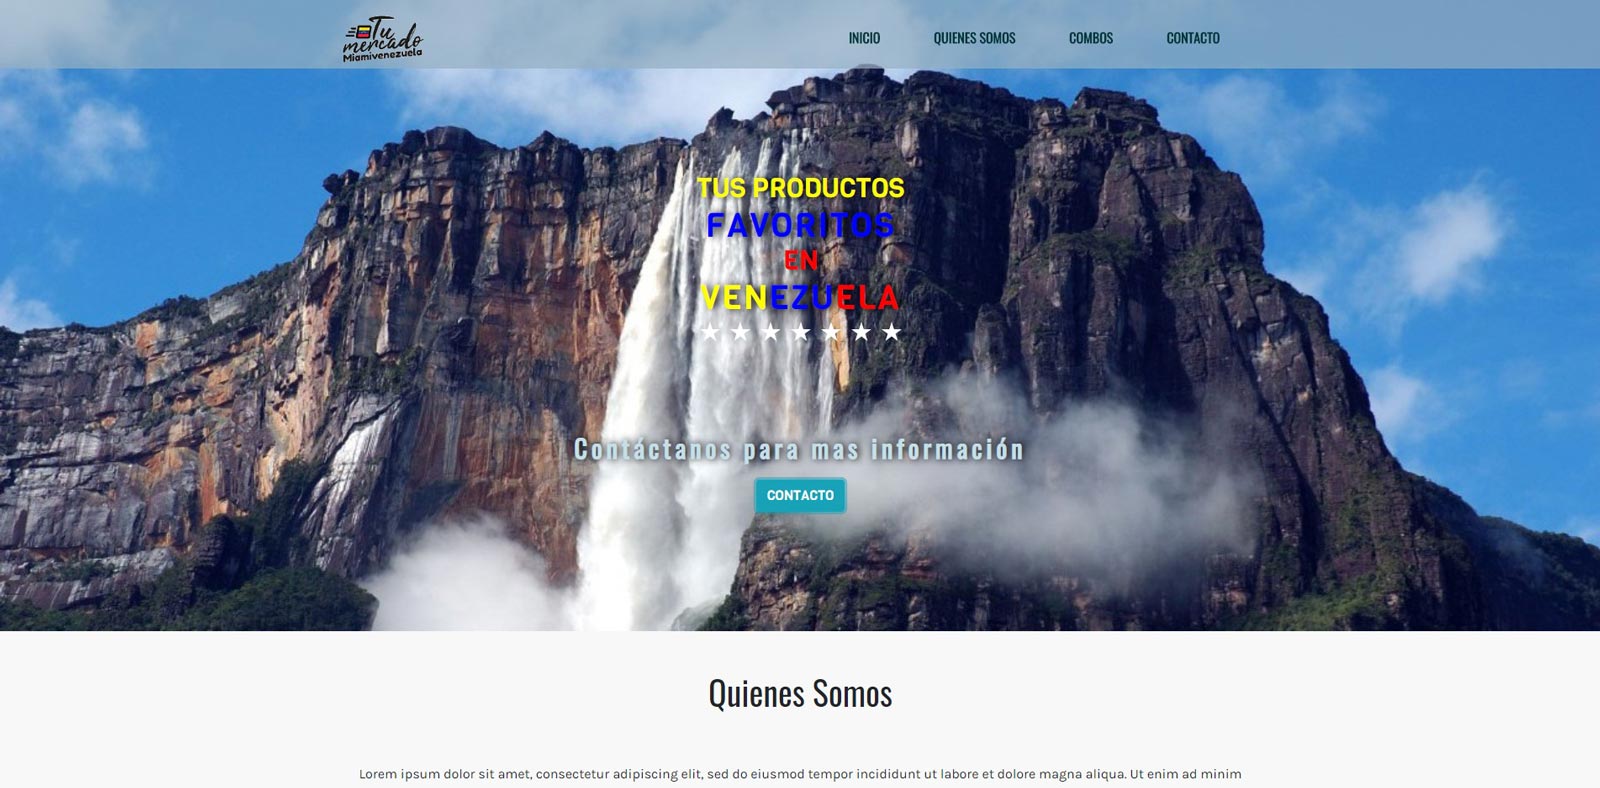 Tu
mercado
Miamivenezuela
INICIO QUIENES SOMOS COMBOS CONTACTO
TUS PRODUCTOS
FAVORITOS
EN
VENEZUELA
★ ★ ★ ★ ★ ★ ★
Contáctanos para mas información
CONTACTO
Quienes Somos
Lorem ipsum dolor sit amet, consectetur adipiscing elit, sed do eiusmod tempor incididunt ut labore et dolore magna aliqua. Ut enim ad minim